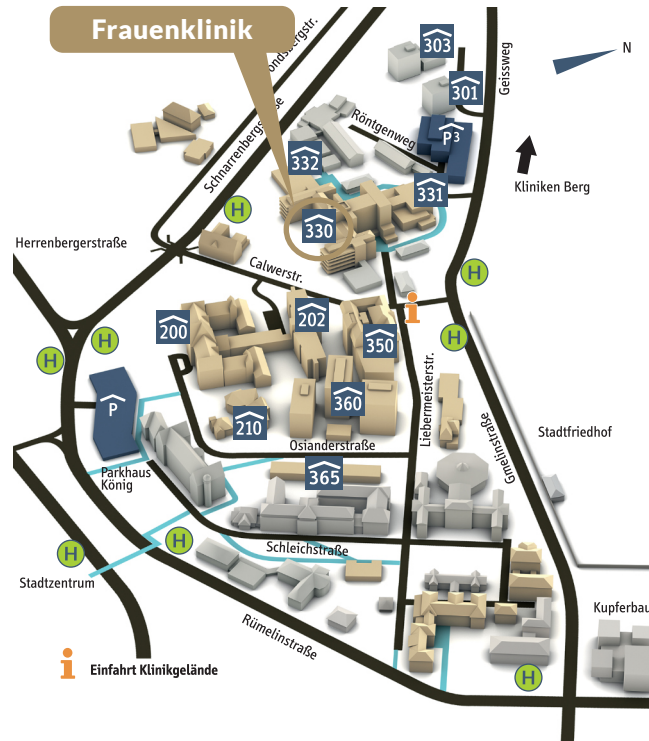 Frauenklinik
ondsbergstr.
303
N
Geissweg
301
P3
Röntgenweg
Schnarrenbergstraße
332
Kliniken Berg
331
H
330
Herrenbergerstraße
Calwerstr.
H
i
200
202
H
H
350
H
Liebermeisterstr.
360
P
210
Gmelinstraße
Stadtfriedhof
Osianderstraße
Parkhaus
König
365
H
H
Schleichstraße
Stadtzentrum
Kupferbau
Rümelinstraße
i Einfahrt Klinikgelände
H